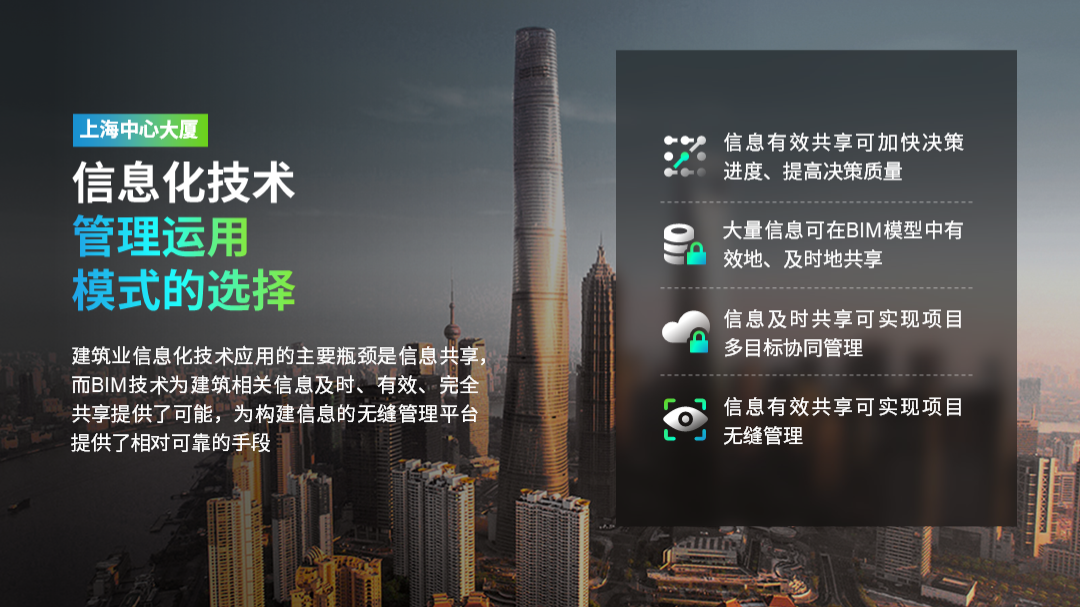 上海中心大厦
信息化技术
管理运用
模式的选择
建筑业信息化技术应用的主要瓶颈是信息共享，
而BIM技术为建筑相关信息及时、有效、完全
共享提供了可能，为构建信息的无缝管理平台
提供了相对可靠的手段
信息有效共享可加快决策
进度、提高决策质量
大量信息可在BIM模型中有
效地、及时地共享
信息及时共享可实现项目
多目标协同管理
信息有效共享可实现项目
无缝管理